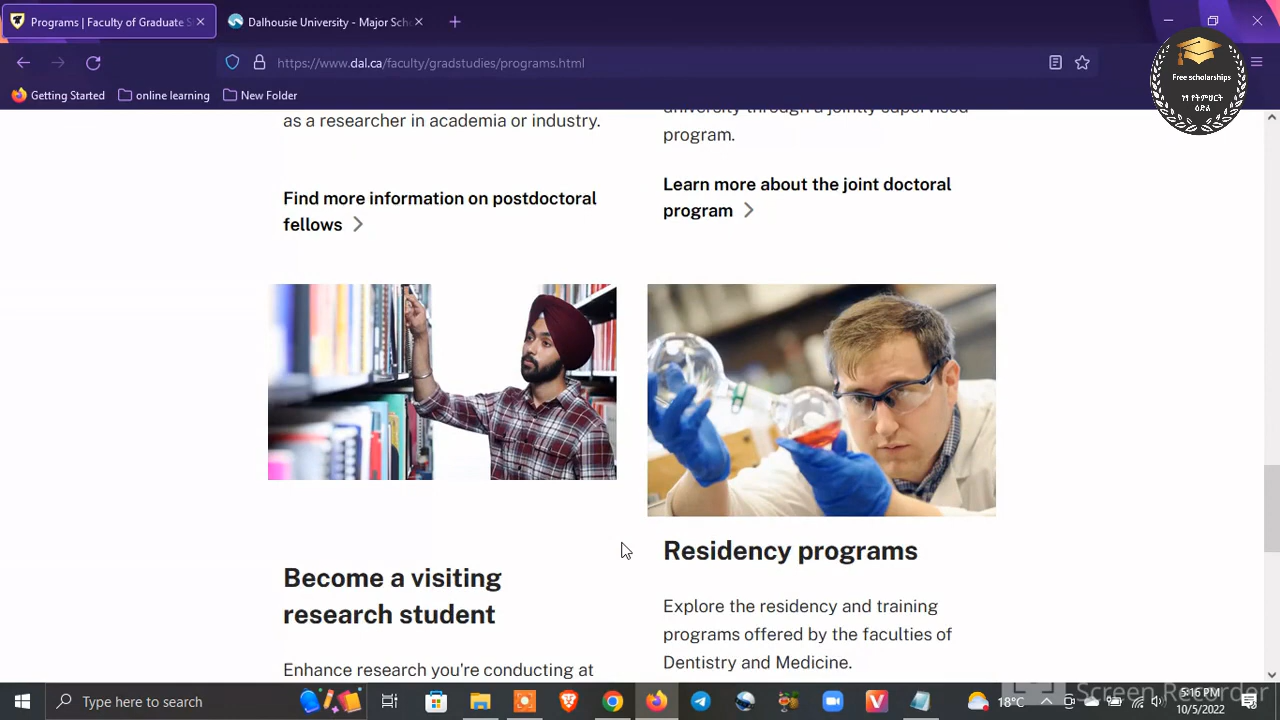 Programs | Faculty of Graduate S
Dalhousie University - Major Scho
https://www.dal.ca/faculty/gradstudies/programs.html
Getting Started
online learning
New Folder
Free scholarships
as a researcher in academia or industry.
Find more information on postdoctoral
fellows
university through a jointly supervised
program.
Learn more about the joint doctoral
program
Become a visiting
research student
Enhance research you're conducting at
Residency programs
Explore the residency and training
programs offered by the faculties of
Dentistry and Medicine.
Type here to search
18°C
5:16 PM
10/5/2022
Screen Recorder